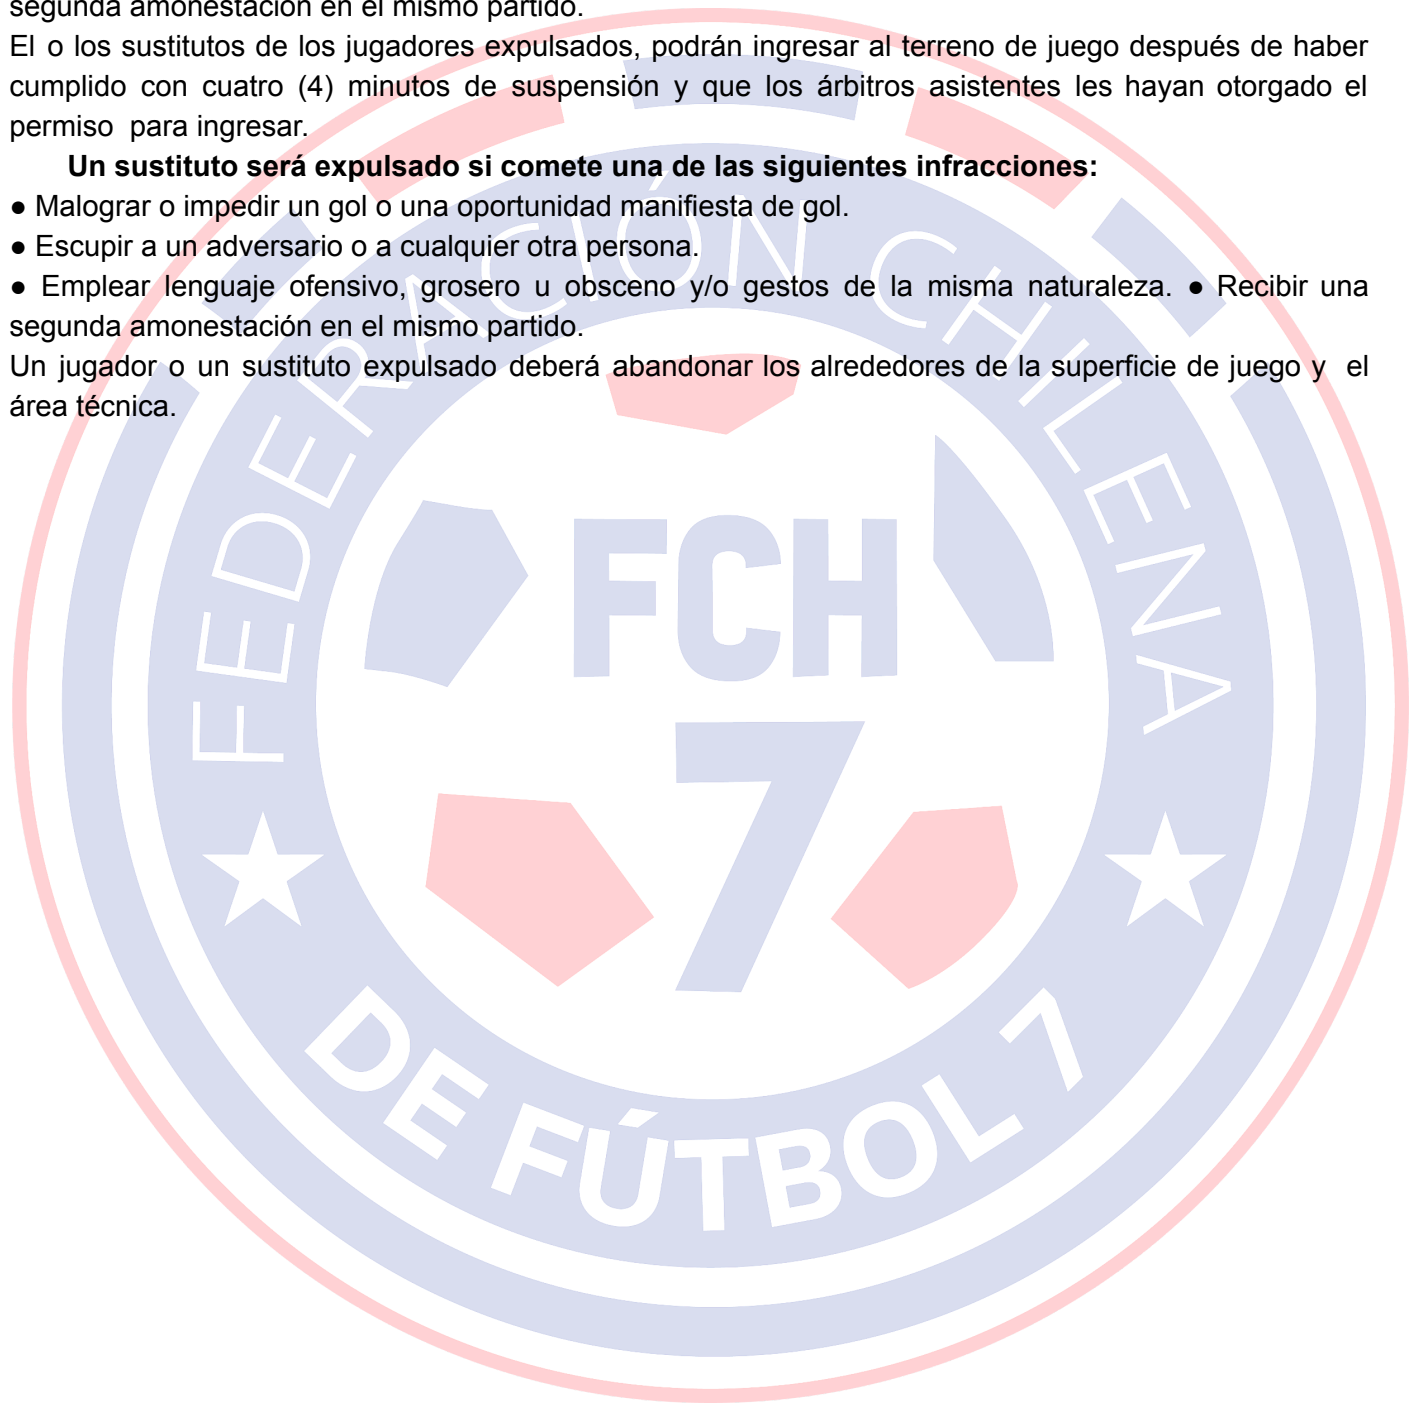 segunda amonestación en el mismo partido.
El o los sustitutos de los jugadores expulsados, podrán ingresar al terreno de juego después de haber
cumplido con cuatro (4) minutos de suspensión y que los árbitros asistentes les hayan otorgado el
permiso para ingresar.
Un sustituto será expulsado si comete una de las siguientes infracciones:
● Malograr o impedir un gol o una oportunidad manifiesta de gol.
● Escupir a un adversario o a cualquier otra persona.
● Emplear lenguaje ofensivo, grosero u obsceno y/o gestos de la misma naturaleza. ● Recibir una
segunda amonestación en el mismo partido.
Un jugador o un sustituto expulsado deberá abandonar los alrededores de la superficie de juego y el
área técnica.
FEDERACIÓN CHILENA
FCH
7
DE FÚTBOL 7